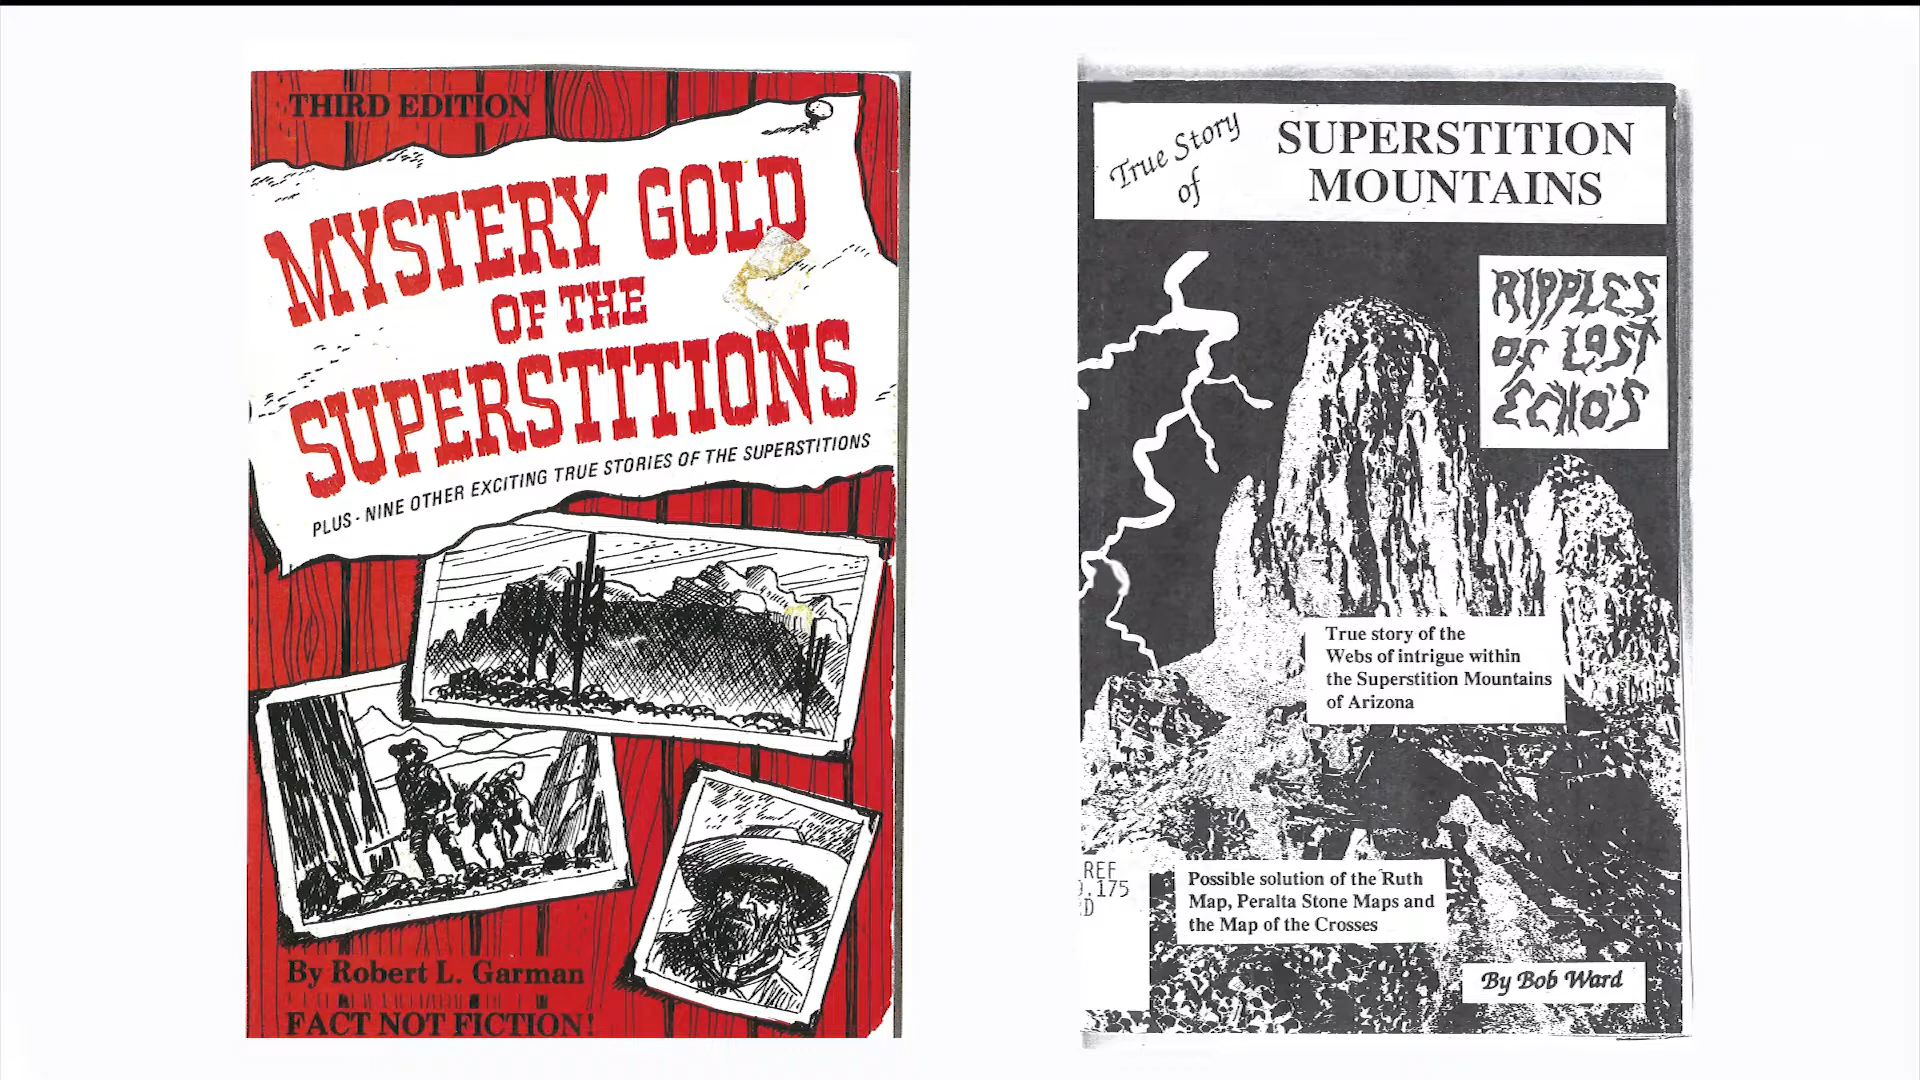 THIRD EDITION
MYSTERY GOLD
OF THE
SUPERSTITIONS
PLUS - NINE OTHER EXCITING TRUE STORIES OF THE SUPERSTITIONS
By Robert L. Garman
FACT NOT FICTION!
True Story
of
SUPERSTITION
MOUNTAINS
RIPPLES
OF LOST
ECHO'S
True story of the
Webs of intrigue within
the Superstition Mountains
of Arizona
REF
9.175
D
Possible solution of the Ruth
Map, Peralta Stone Maps and
the Map of the Crosses
By Bob Ward